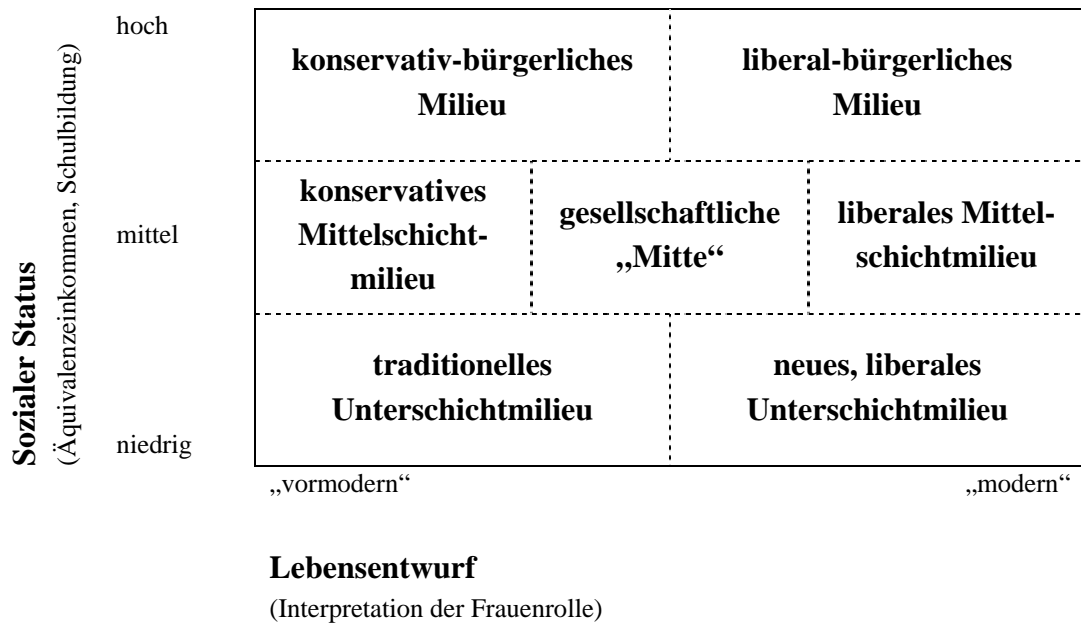 hoch
konservativ-bürgerliches
Milieu
liberal-bürgerliches
Milieu
mittel
konservatives
Mittelschicht-
milieu
gesellschaftliche
„Mitte“
liberales Mittel-
schichtmilieu
niedrig
traditionelles
Unterschichtmilieu
neues, liberales
Unterschichtmilieu
Sozialer Status
(Äquivalenzeinkommen, Schulbildung)
„vormodern“
„modern“
Lebensentwurf
(Interpretation der Frauenrolle)